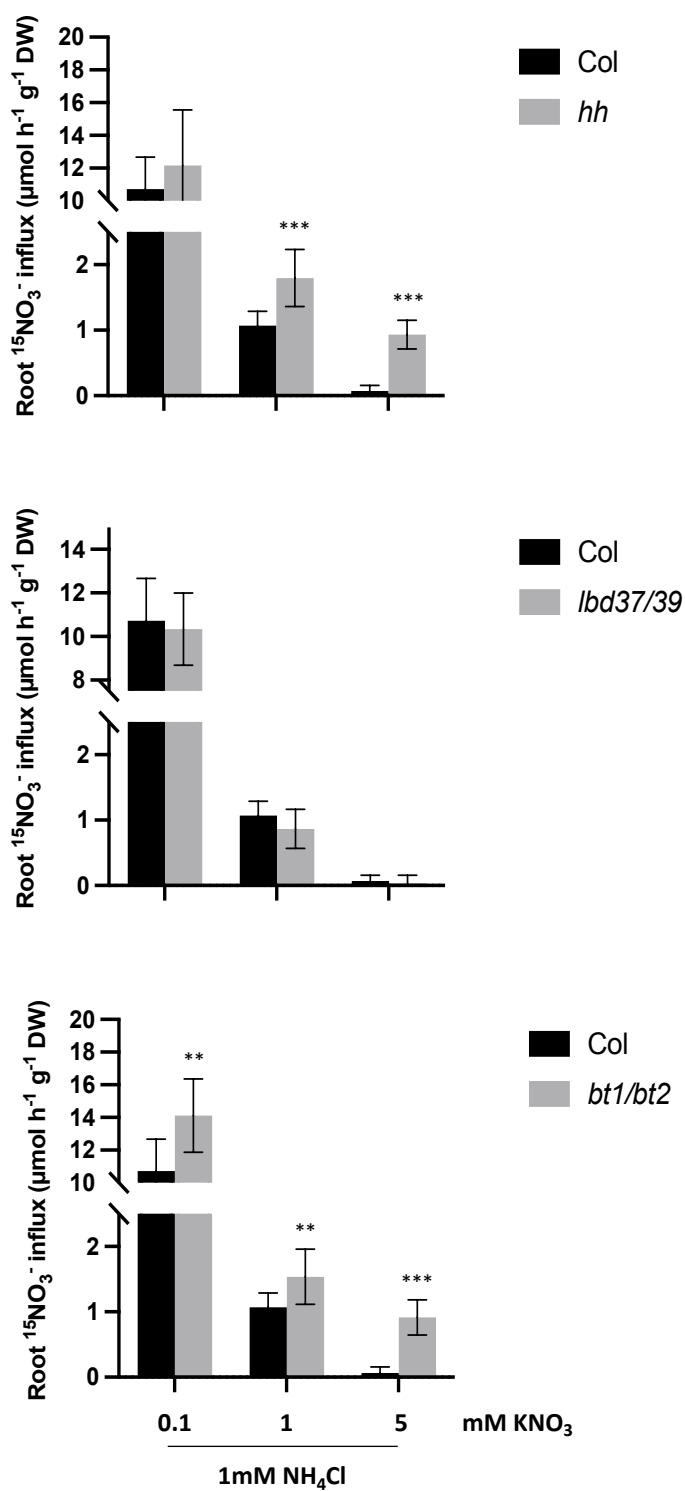 Root ¹⁵NO₃⁻ influx (µmol h⁻¹ g⁻¹ DW)
20
18
16
14
12
10
2
1
0
***
***
Col
hh
Root ¹⁵NO₃⁻ influx (µmol h⁻¹ g⁻¹ DW)
14
12
10
8
2
1
0
Col
lbd37/39
Root ¹⁵NO₃⁻ influx (µmol h⁻¹ g⁻¹ DW)
20
18
16
14
12
10
2
1
0
**
**
***
Col
bt1/bt2
0.1 1 5 mM KNO₃
1mM NH₄Cl